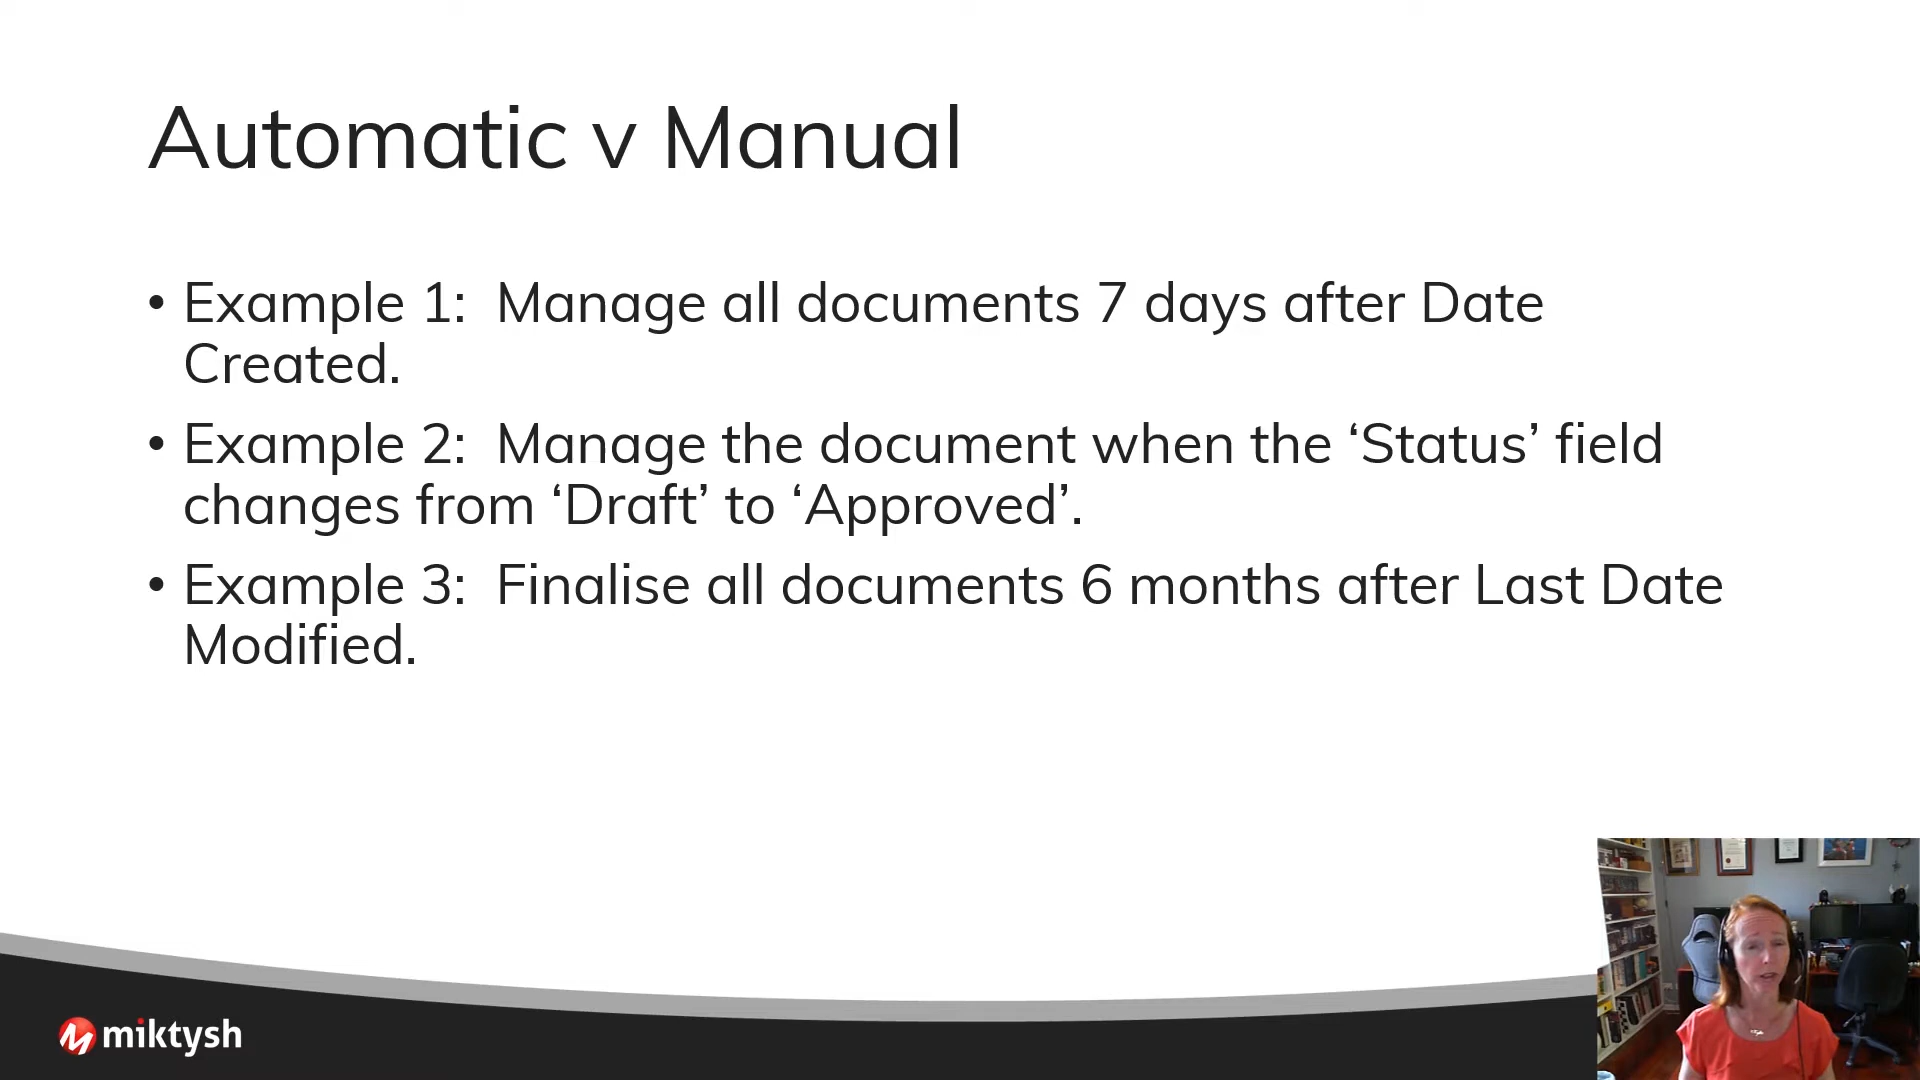 Automatic v Manual
• Example 1:  Manage all documents 7 days after Date
Created.
• Example 2:  Manage the document when the ‘Status’ field
changes from ‘Draft’ to ‘Approved’.
• Example 3:  Finalise all documents 6 months after Last Date
Modified.
miktysh